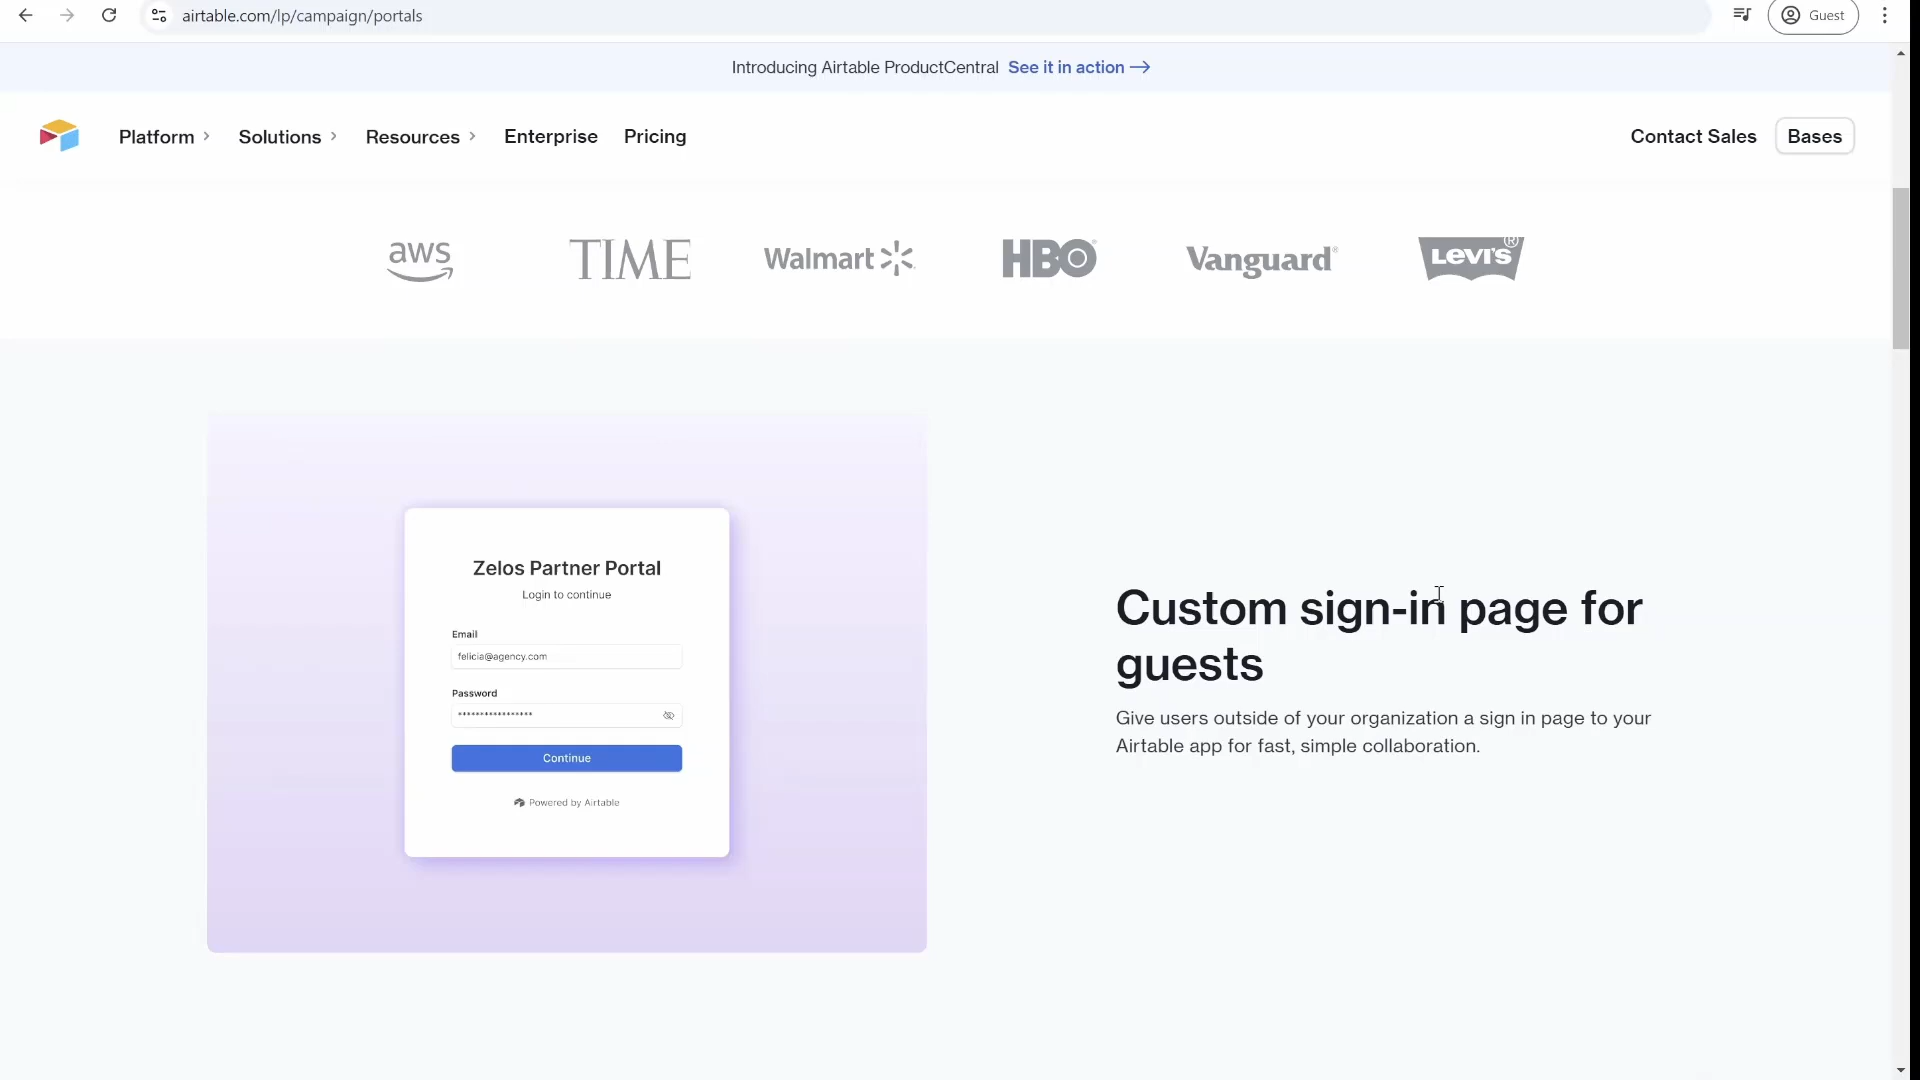 airtable.com/lp/campaign/portals
Guest
Introducing Airtable ProductCentral See it in action →
Platform
Solutions
Resources
Enterprise
Pricing
Contact Sales
Bases
aws
TIME
Walmart
HBO®
Vanguard®
Levi's®
Zelos Partner Portal
Login to continue
Email
felicia@agency.com
Password
*****************
Continue
Powered by Airtable
Custom sign-in page for
guests
Give users outside of your organization a sign in page to your
Airtable app for fast, simple collaboration.